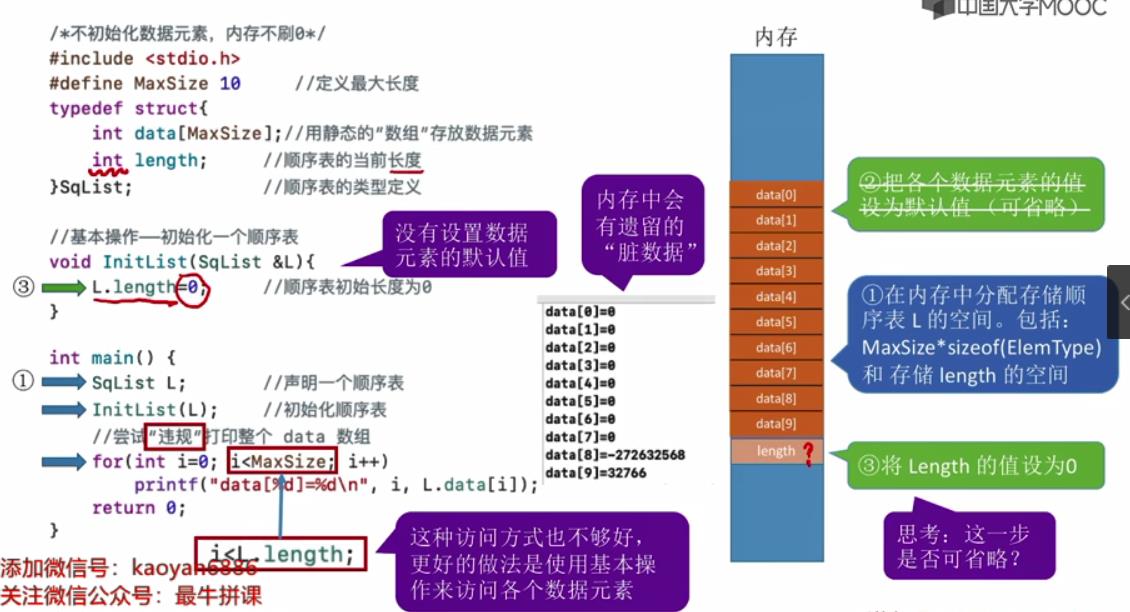 中国大学MOOC
/*不初始化数据元素，内存不刷0*/
#include <stdio.h>
#define MaxSize 10 //定义最大长度
typedef struct{
int data[MaxSize];//用静态的“数组”存放数据元素
int length; //顺序表的当前长度
}SqList; //顺序表的类型定义
//基本操作——初始化一个顺序表
void InitList(SqList &L){
③ L.length=0; //顺序表初始长度为0
}
int main() {
① SqList L; //声明一个顺序表
InitList(L); //初始化顺序表
//尝试“违规”打印整个 data 数组
for(int i=0; i<MaxSize; i++)
printf("data[%d]=%d\n", i, L.data[i]);
return 0;
}
i<L.length;
添加微信号：kaoyan6886
关注微信公众号：最牛拼课
没有设置数据
元素的默认值
内存中会
有遗留的
“脏数据”
data[0]=0
data[1]=0
data[2]=0
data[3]=0
data[4]=0
data[5]=0
data[6]=0
data[7]=0
data[8]=-272632568
data[9]=32766
这种访问方式也不够好，
更好的做法是使用基本操
作来访问各个数据元素
内存
data[0]
data[1]
data[2]
data[3]
data[4]
data[5]
data[6]
data[7]
data[8]
data[9]
length ?
②把各个数据元素的值
设为默认值（可省略）
①在内存中分配存储顺
序表 L 的空间。包括：
MaxSize*sizeof(ElemType)
和 存储 length 的空间
③将 Length 的值设为0
思考：这一步
是否可省略？